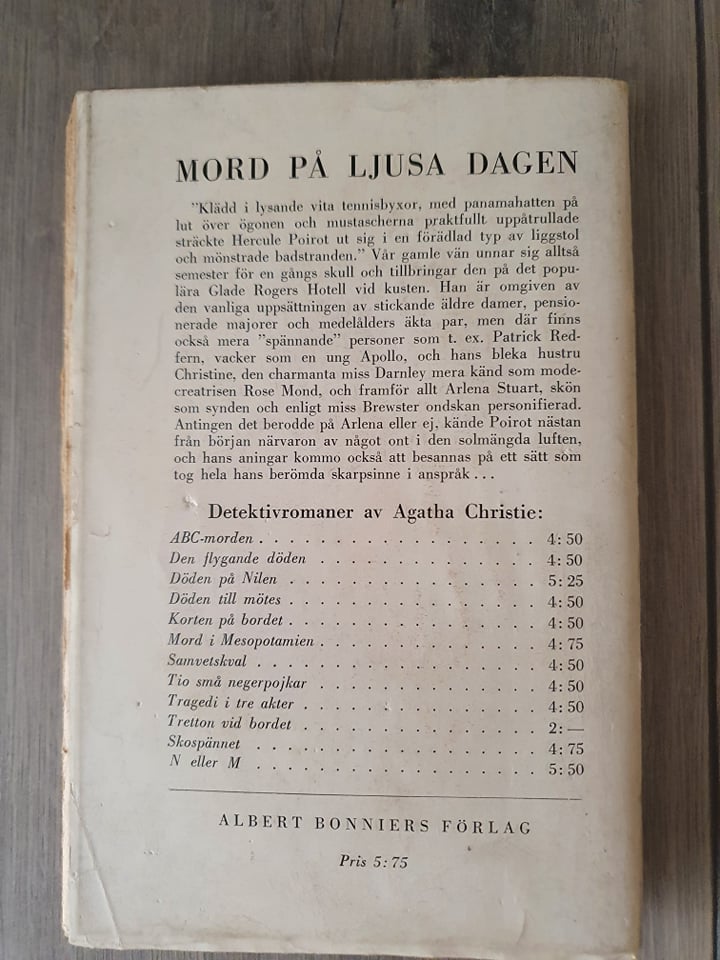 MORD PÅ LJUSA DAGEN
"Klädd i lysande vita tennisbyxor, med panamahatten på
lut över ögonen och mustascherna praktfullt uppåtrullade
sträckte Hercule Poirot ut sig i en förädlad typ av liggstol
och mönstrade badstranden." Vår gamle vän unnar sig alltså
semester för en gångs skull och tillbringar den på det popu-
lära Glade Rogers Hotell vid kusten. Han är omgiven av
den vanliga uppsättningen av stickande äldre damer, pensio-
nerade majorer och medelålders äkta par, men där finns
också mera "spännande" personer som t. ex. Patrick Red-
fern, vacker som en ung Apollo, och hans bleka hustru
Christine, den charmanta miss Darnley mera känd som mode-
creatrisen Rose Mond, och framför allt Arlena Stuart, skön
som synden och enligt miss Brewster ondskan personifierad.
Antingen det berodde på Arlena eller ej, kände Poirot nästan
från början närvaron av något ont i den solmängda luften,
och hans aningar kommo också att besannas på ett sätt som
tog hela hans berömda skarpsinne i anspråk...
Detektivromaner av Agatha Christie:
ABC-morden . . . . . . . . . . . . . . . . 4: 50
Den flygande döden . . . . . . . . . . . . 4: 50
Döden på Nilen . . . . . . . . . . . . . . 5: 25
Döden till mötes . . . . . . . . . . . . . . 4: 50
Korten på bordet . . . . . . . . . . . . . . 4: 50
Mord i Mesopotamien . . . . . . . . . . . . 4: 75
Samvetskval . . . . . . . . . . . . . . . . 4: 50
Tio små negerpojkar . . . . . . . . . . . . 4: 50
Tragedi i tre akter . . . . . . . . . . . . . 4: 50
Tretton vid bordet . . . . . . . . . . . . . 2: —
Skospännet . . . . . . . . . . . . . . . . 4: 75
N eller M . . . . . . . . . . . . . . . . . 5: 50
ALBERT BONNIERS FÖRLAG
Pris 5: 75